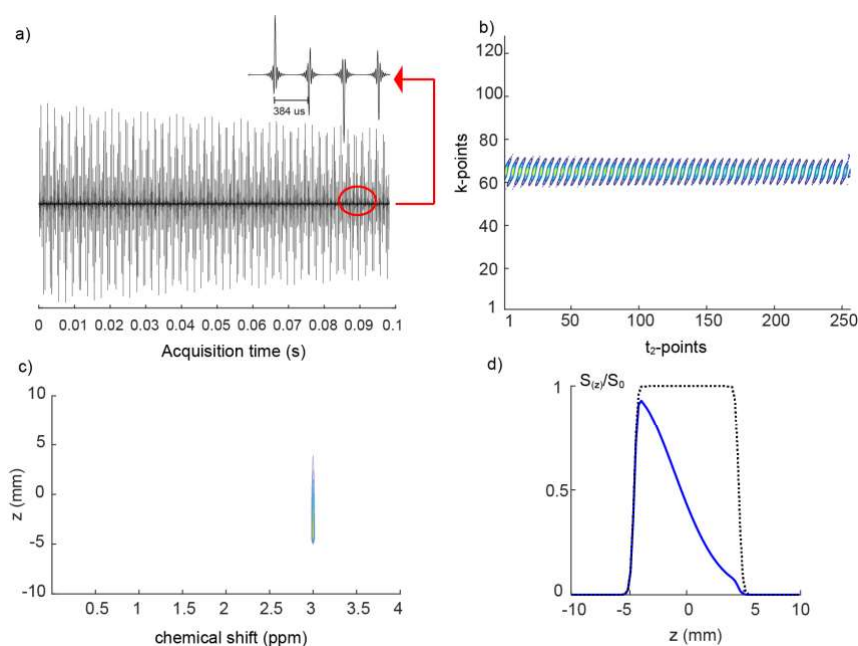 a)
384 us
0 0.01 0.02 0.03 0.04 0.05 0.06 0.07 0.08 0.09 0.1
Acquisition time (s)
b)
120
100
80
60
40
20
1
k-points
1 50 100 150 200 250
t₂-points
c)
10
5
0
-5
-10
z (mm)
0.5 1 1.5 2 2.5 3 3.5 4
chemical shift (ppm)
d)
S(z)/S₀
1
0.5
0
-10 -5 0 5 10
z (mm)